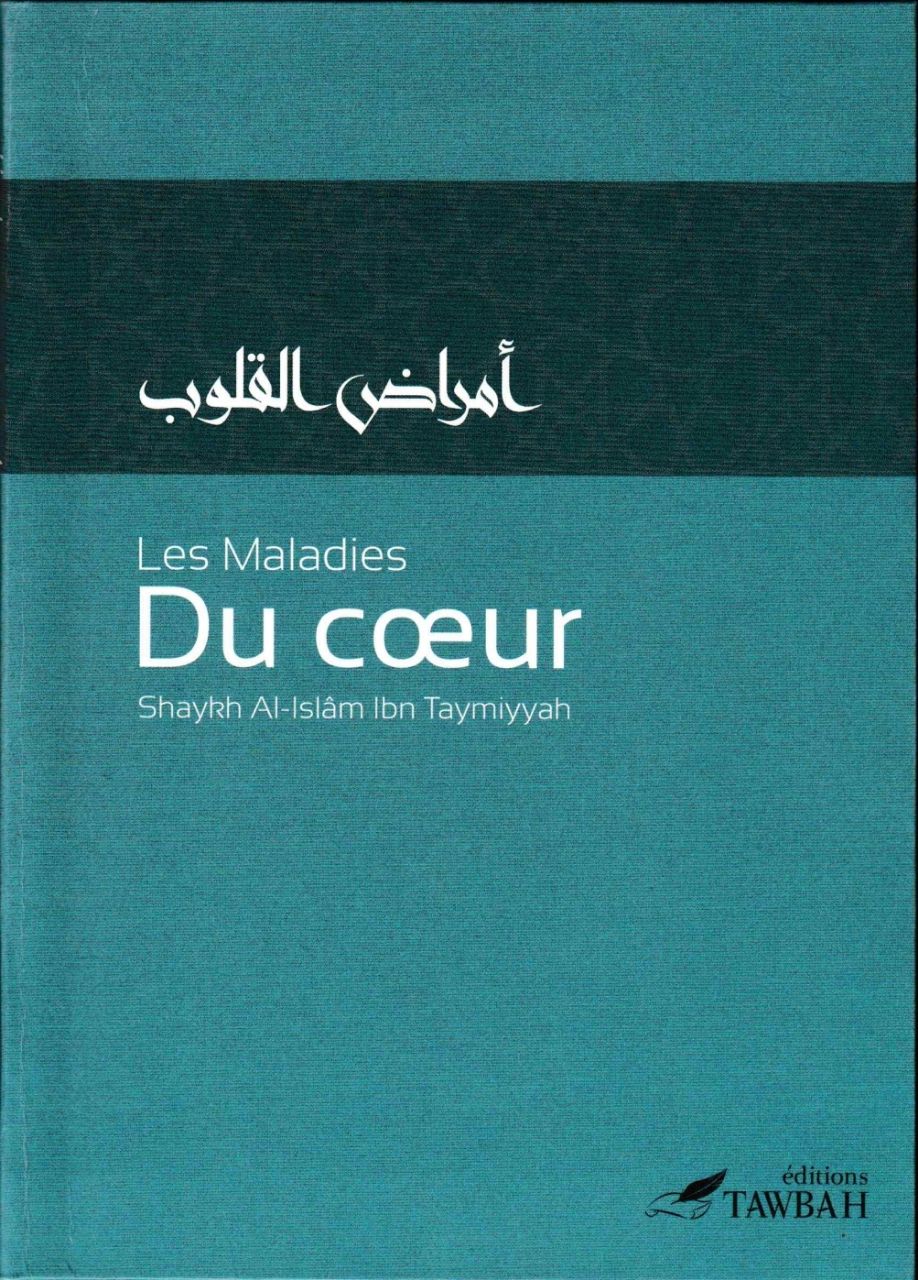 أمراض القلوب
Les Maladies
Du cœur
Shaykh Al-Islâm Ibn Taymiyyah
éditions
TAWBAH